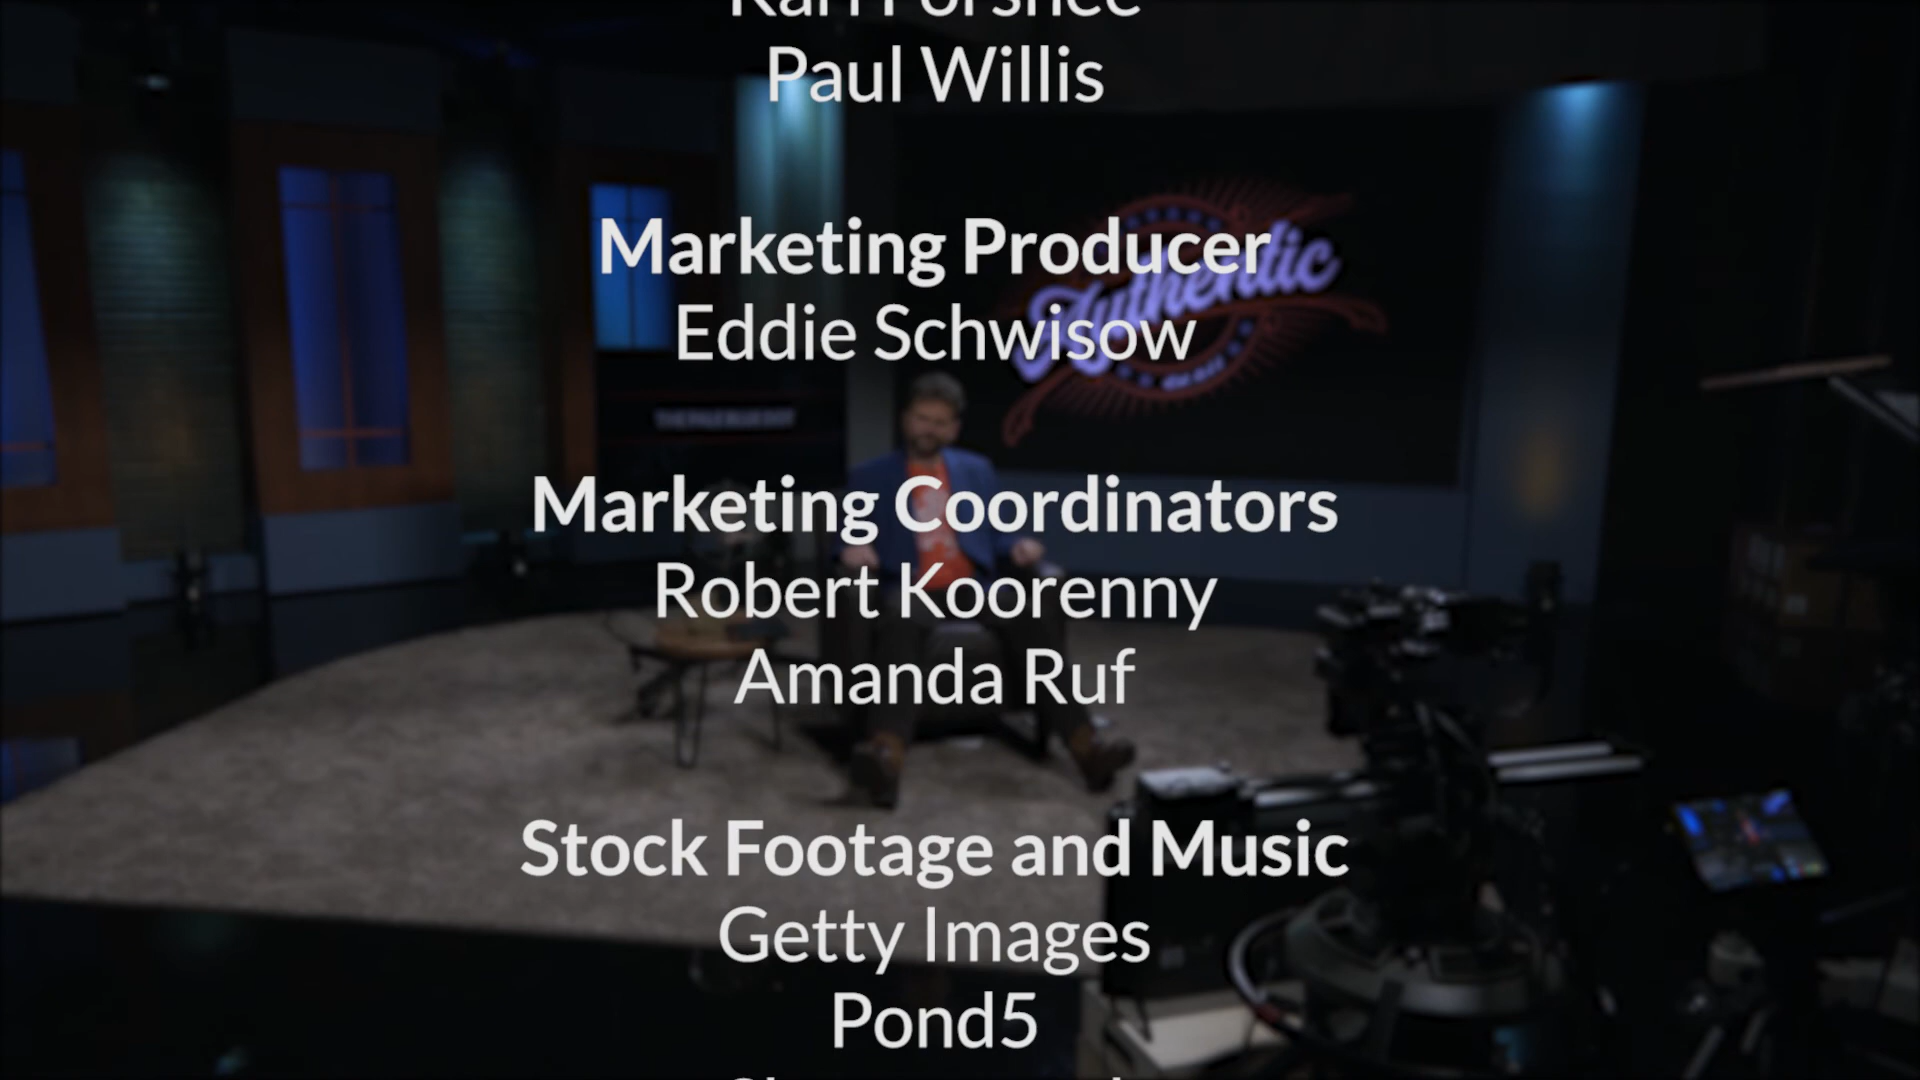 Paul Willis
Marketing Producer
Eddie Schwisow
Authentic
Marketing Coordinators
Robert Koorenny
Amanda Ruf
Stock Footage and Music
Getty Images
Pond5